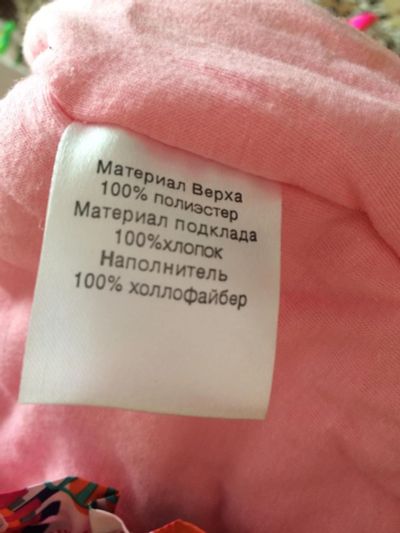 Материал Верха
100% полиэстер
Материал подклада
100%хлопок
Наполнитель
100% холлофайбер